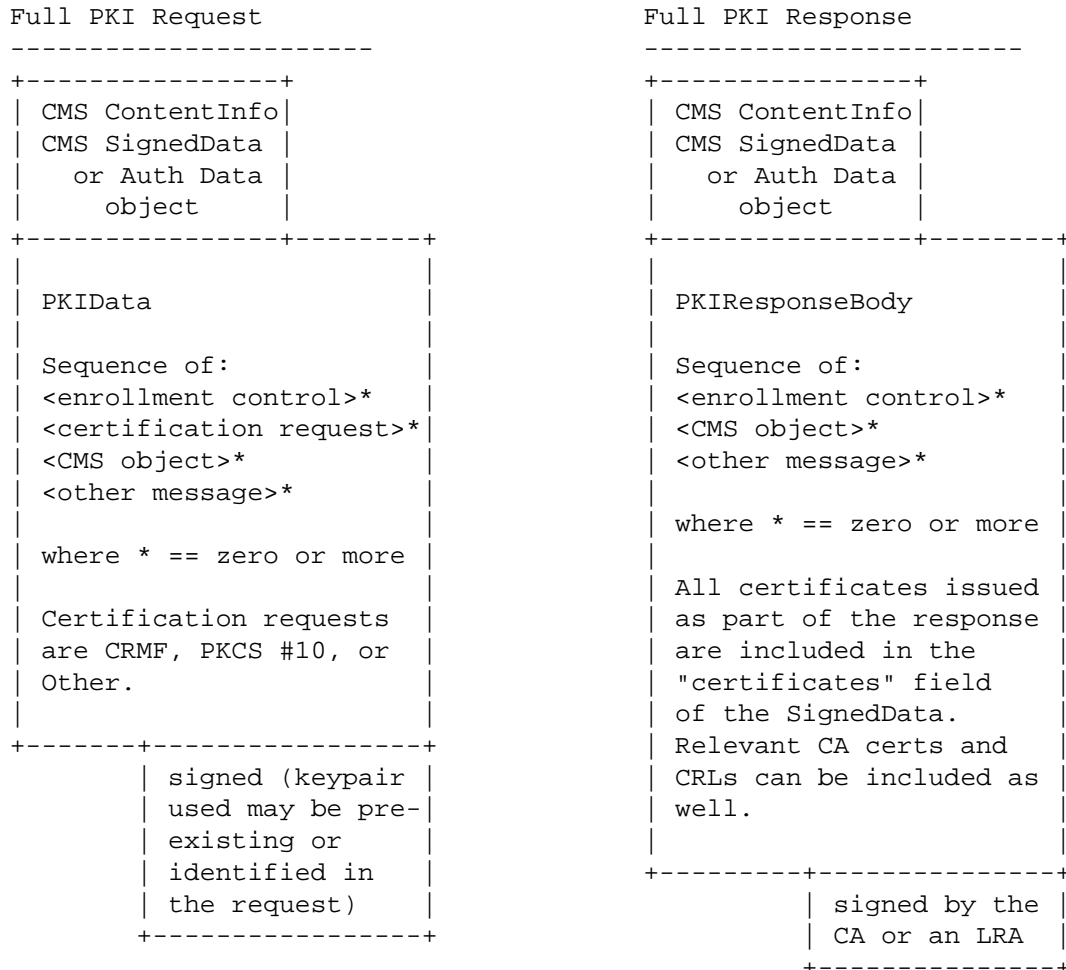 Full PKI Request
-----------------------
CMS ContentInfo
CMS SignedData
or Auth Data
object
PKIData
Sequence of:
<enrollment control>*
<certification request>*
<CMS object>*
<other message>*
where * == zero or more
Certification requests
are CRMF, PKCS #10, or
Other.
signed (keypair
used may be pre-
existing or
identified in
the request)
Full PKI Response
------------------------
CMS ContentInfo
CMS SignedData
or Auth Data
object
PKIResponseBody
Sequence of:
<enrollment control>*
<CMS object>*
<other message>*
where * == zero or more
All certificates issued
as part of the response
are included in the
"certificates" field
of the SignedData.
Relevant CA certs and
CRLs can be included as
well.
signed by the
CA or an LRA